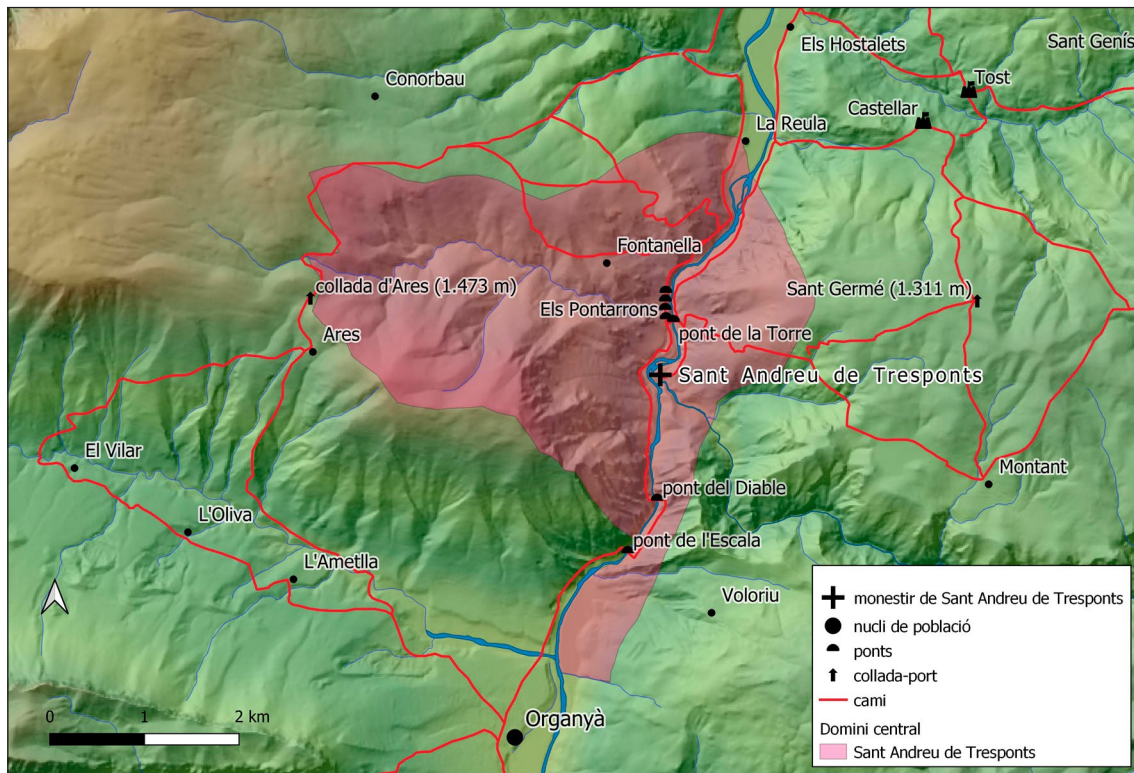 Els Hostalets
Sant Genís
Conorbau
Tost
Castellar
La Reula
Fontanella
collada d'Ares (1.473 m)
Sant Germé (1.311 m)
Els Pontarrons
pont de la Torre
Ares
Sant Andreu de Tresponts
El Vilar
Montant
pont del Diable
L'Oliva
pont de l'Escala
L'Ametlla
Voloriu
Organyà
0 1 2 km
monestir de Sant Andreu de Tresponts
nucli de població
ponts
collada-port
cami
Domini central
Sant Andreu de Tresponts